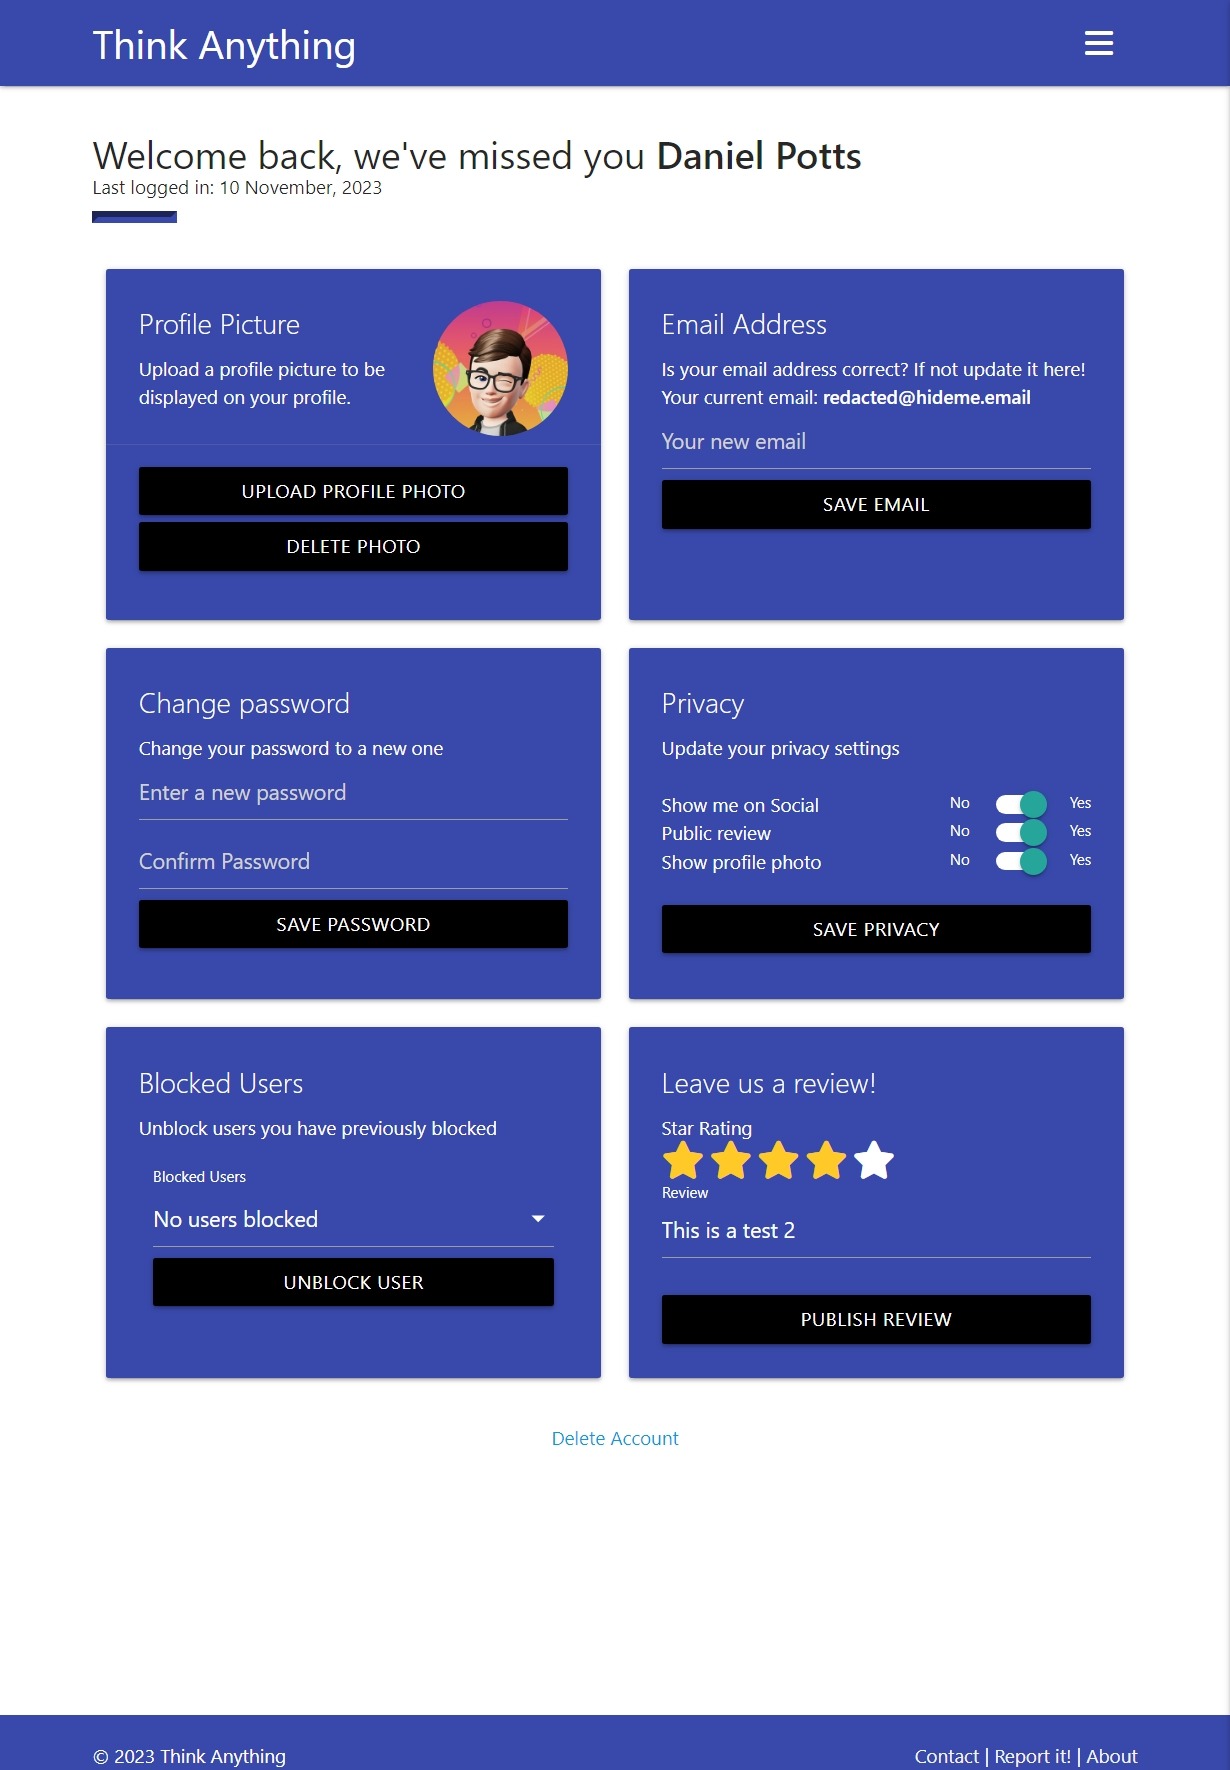 Think Anything
Welcome back, we've missed you Daniel Potts
Last logged in: 10 November, 2023
Profile Picture
Upload a profile picture to be
displayed on your profile.
UPLOAD PROFILE PHOTO
DELETE PHOTO
Email Address
Is your email address correct? If not update it here!
Your current email: redacted@hideme.email
Your new email
SAVE EMAIL
Change password
Change your password to a new one
Enter a new password
Confirm Password
SAVE PASSWORD
Privacy
Update your privacy settings
Show me on Social No Yes
Public review No Yes
Show profile photo No Yes
SAVE PRIVACY
Blocked Users
Unblock users you have previously blocked
Blocked Users
No users blocked
UNBLOCK USER
Leave us a review!
Star Rating
Review
This is a test 2
PUBLISH REVIEW
Delete Account
© 2023 Think Anything
Contact | Report it! | About